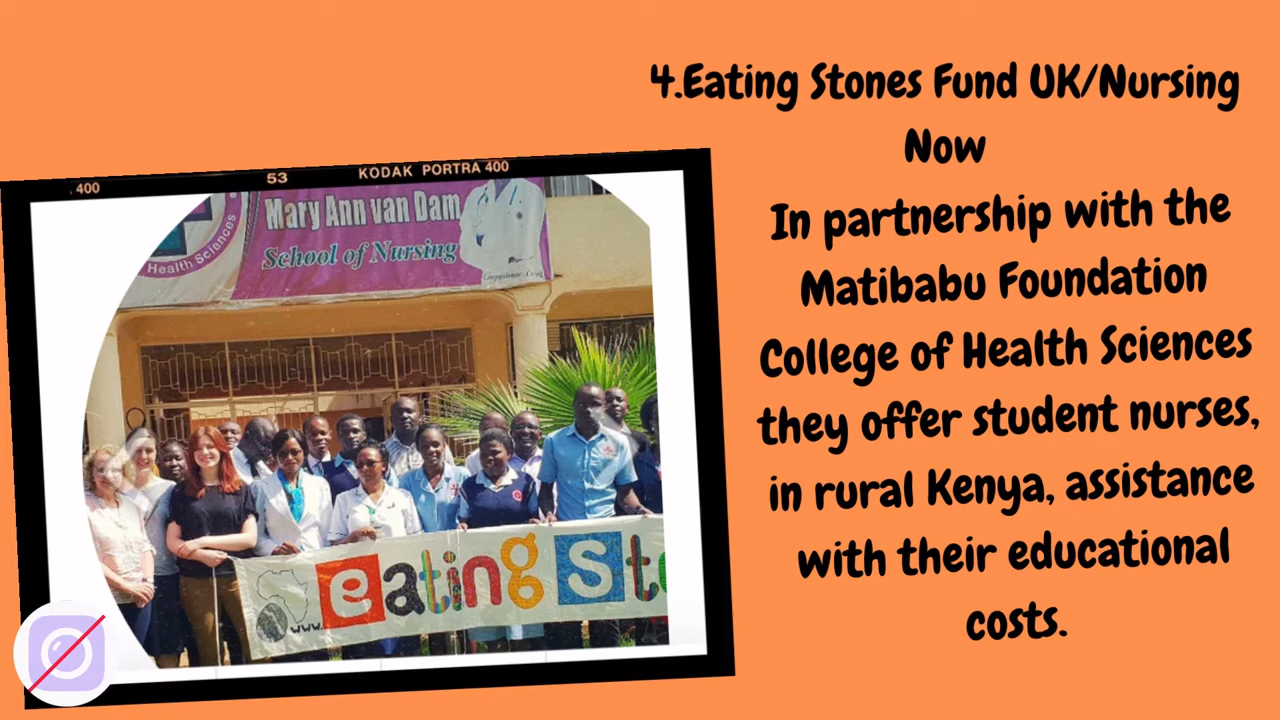 4.Eating Stones Fund UK/Nursing
Now
In partnership with the
Matibabu Foundation
College of Health Sciences
they offer student nurses,
in rural Kenya, assistance
with their educational
costs.
400
53
KODAK PORTRA 400
Health Sciences
Mary Ann van Dam
School of Nursing
www.
eating St